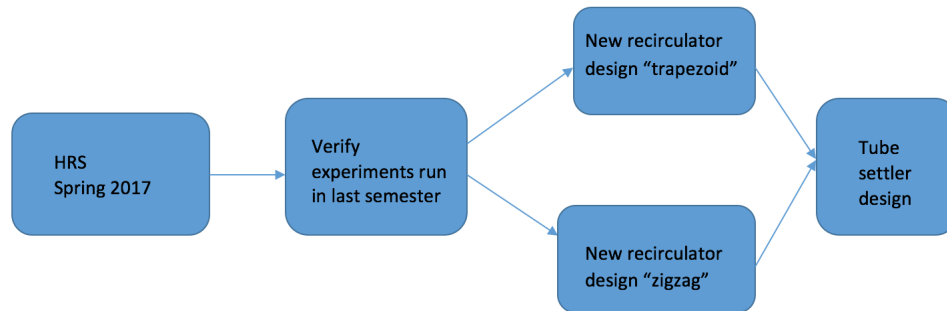 HRS
Spring 2017
Verify
experiments run
in last semester
New recirculator
design “trapezoid”
New recirculator
design “zigzag”
Tube
settler
design